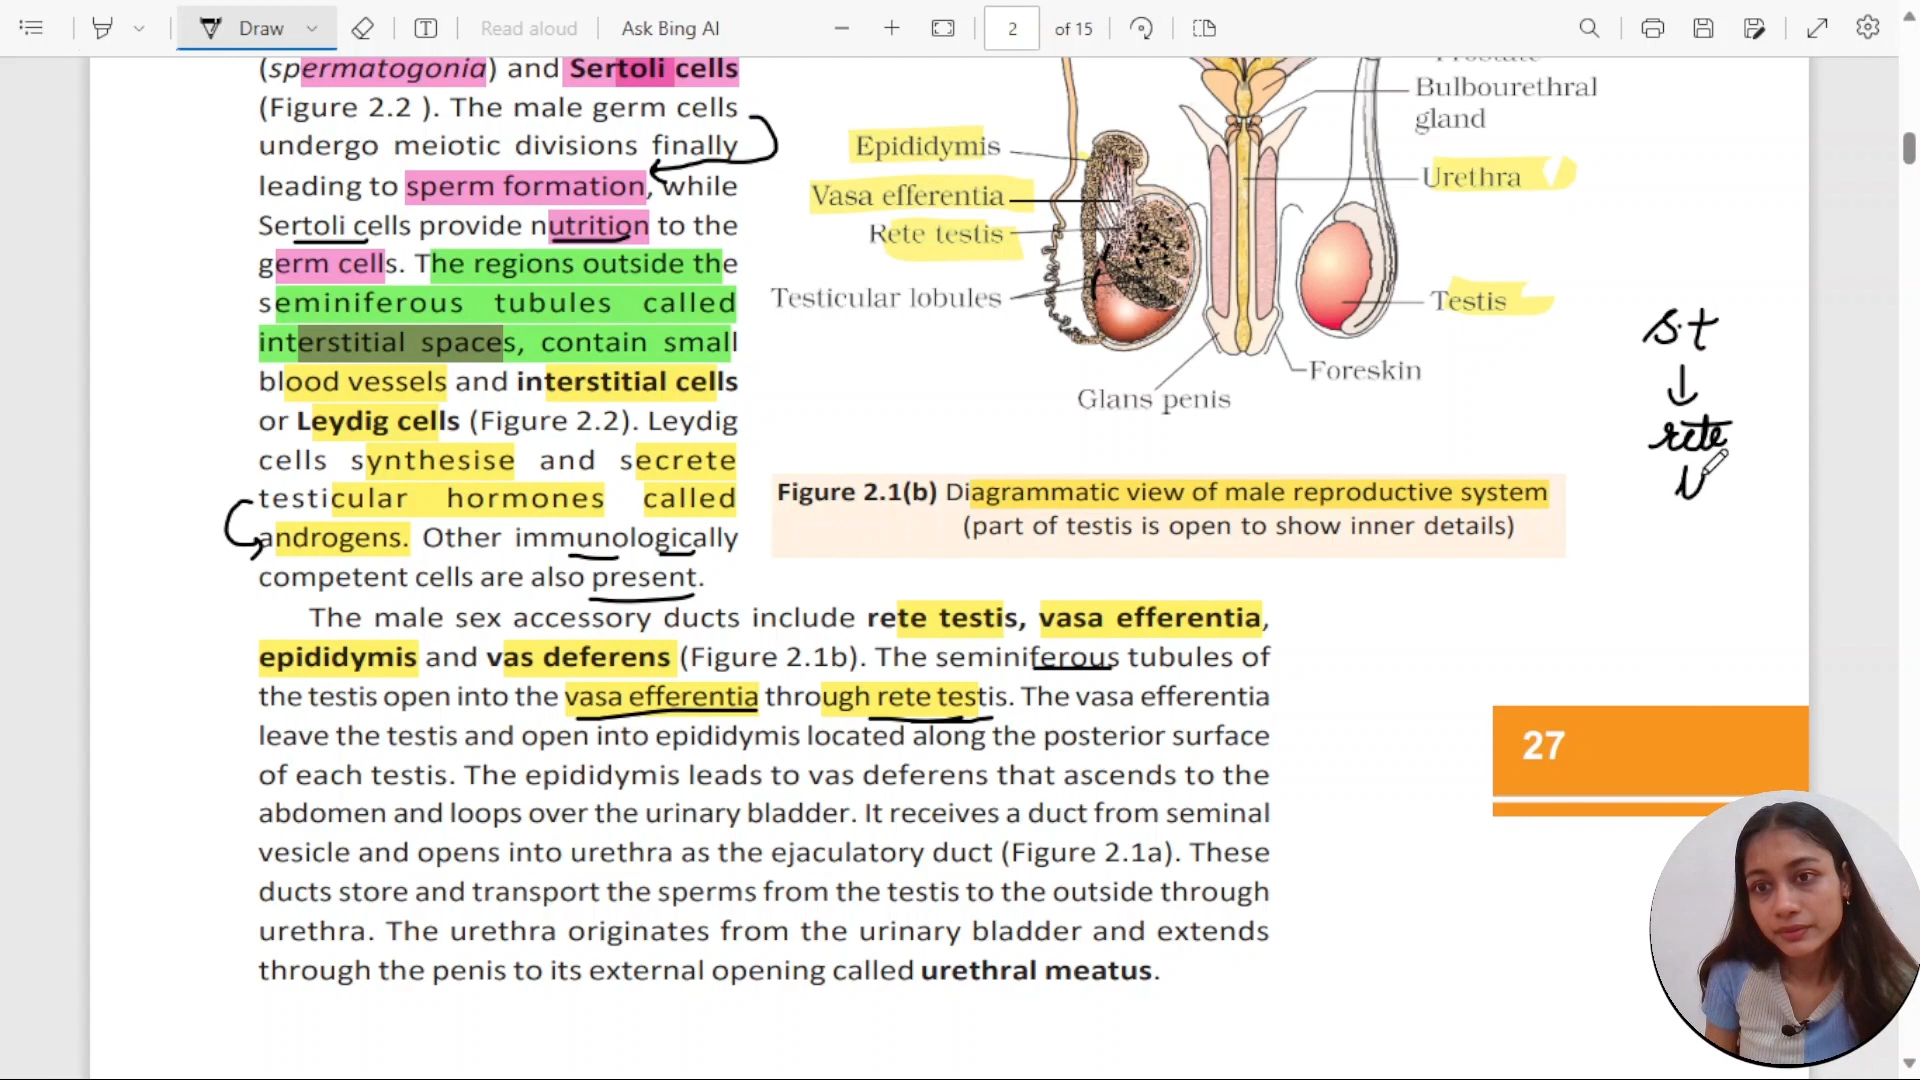 Draw
Read aloud
Ask Bing AI
2
of 15
(spermatogonia) and Sertoli cells
(Figure 2.2 ). The male germ cells
undergo meiotic divisions finally
leading to sperm formation, while
Sertoli cells provide nutrition to the
germ cells. The regions outside the
seminiferous tubules called
interstitial spaces, contain small
blood vessels and interstitial cells
or Leydig cells (Figure 2.2). Leydig
cells synthesise and secrete
testicular hormones called
androgens. Other immunologically
competent cells are also present.
Prostate
Bulbourethral
gland
Epididymis
Vasa efferentia
Rete testis
Testicular lobules
Urethra
Testis
Foreskin
Glans penis
Figure 2.1(b) Diagrammatic view of male reproductive system
(part of testis is open to show inner details)
s.t
rete
The male sex accessory ducts include rete testis, vasa efferentia,
epididymis and vas deferens (Figure 2.1b). The seminiferous tubules of
the testis open into the vasa efferentia through rete testis. The vasa efferentia
leave the testis and open into epididymis located along the posterior surface
of each testis. The epididymis leads to vas deferens that ascends to the
abdomen and loops over the urinary bladder. It receives a duct from seminal
vesicle and opens into urethra as the ejaculatory duct (Figure 2.1a). These
ducts store and transport the sperms from the testis to the outside through
urethra. The urethra originates from the urinary bladder and extends
through the penis to its external opening called urethral meatus.
27